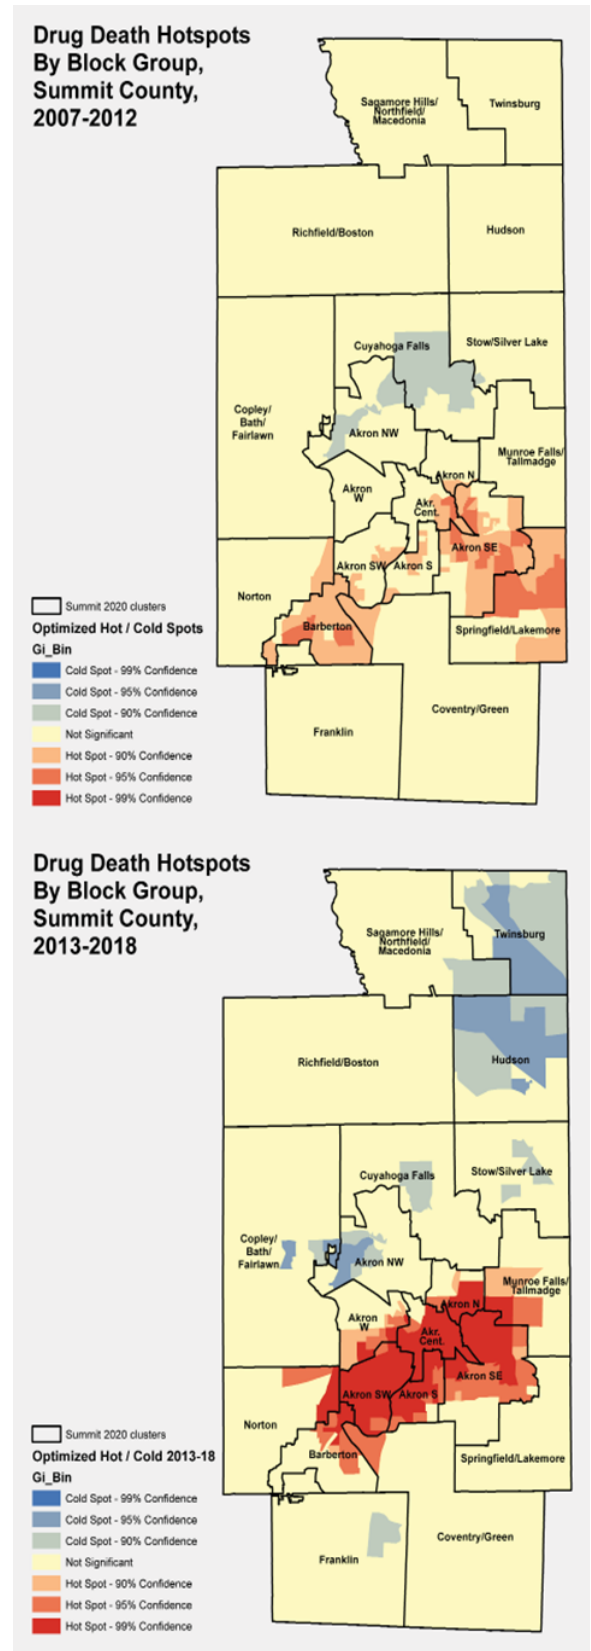 Drug Death Hotspots
By Block Group,
Summit County,
2007-2012
Sagamore Hills/
Northfield/
Macedonia
Twinsburg
Richfield/Boston
Hudson
Cuyahoga Falls
Stow/Silver Lake
Copley/
Bath/
Fairlawn
Akron NW
Munroe Falls/
Tallmadge
Akron N
Akron
W
Akr.
Cent.
Akron SE
Akron SW
Akron S
Norton
Barberton
Springfield/Lakemore
Coventry/Green
Franklin
Summit 2020 clusters
Optimized Hot / Cold Spots
Gi_Bin
Cold Spot - 99% Confidence
Cold Spot - 95% Confidence
Cold Spot - 90% Confidence
Not Significant
Hot Spot - 90% Confidence
Hot Spot - 95% Confidence
Hot Spot - 99% Confidence
Drug Death Hotspots
By Block Group,
Summit County,
2013-2018
Sagamore Hills/
Northfield/
Macedonia
Twinsburg
Richfield/Boston
Hudson
Cuyahoga Falls
Stow/Silver Lake
Copley/
Bath/
Fairlawn
Akron NW
Munroe Falls/
Tallmadge
Akron N
Akron
W
Akr.
Cent.
Akron SE
Akron SW
Akron S
Norton
Barberton
Springfield/Lakemore
Coventry/Green
Franklin
Summit 2020 clusters
Optimized Hot / Cold 2013-18
Gi_Bin
Cold Spot - 99% Confidence
Cold Spot - 95% Confidence
Cold Spot - 90% Confidence
Not Significant
Hot Spot - 90% Confidence
Hot Spot - 95% Confidence
Hot Spot - 99% Confidence